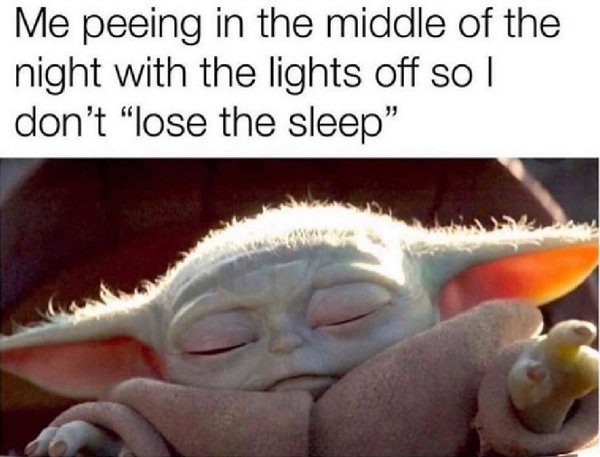 Me peeing in the middle of the
night with the lights off so I
don’t “lose the sleep”